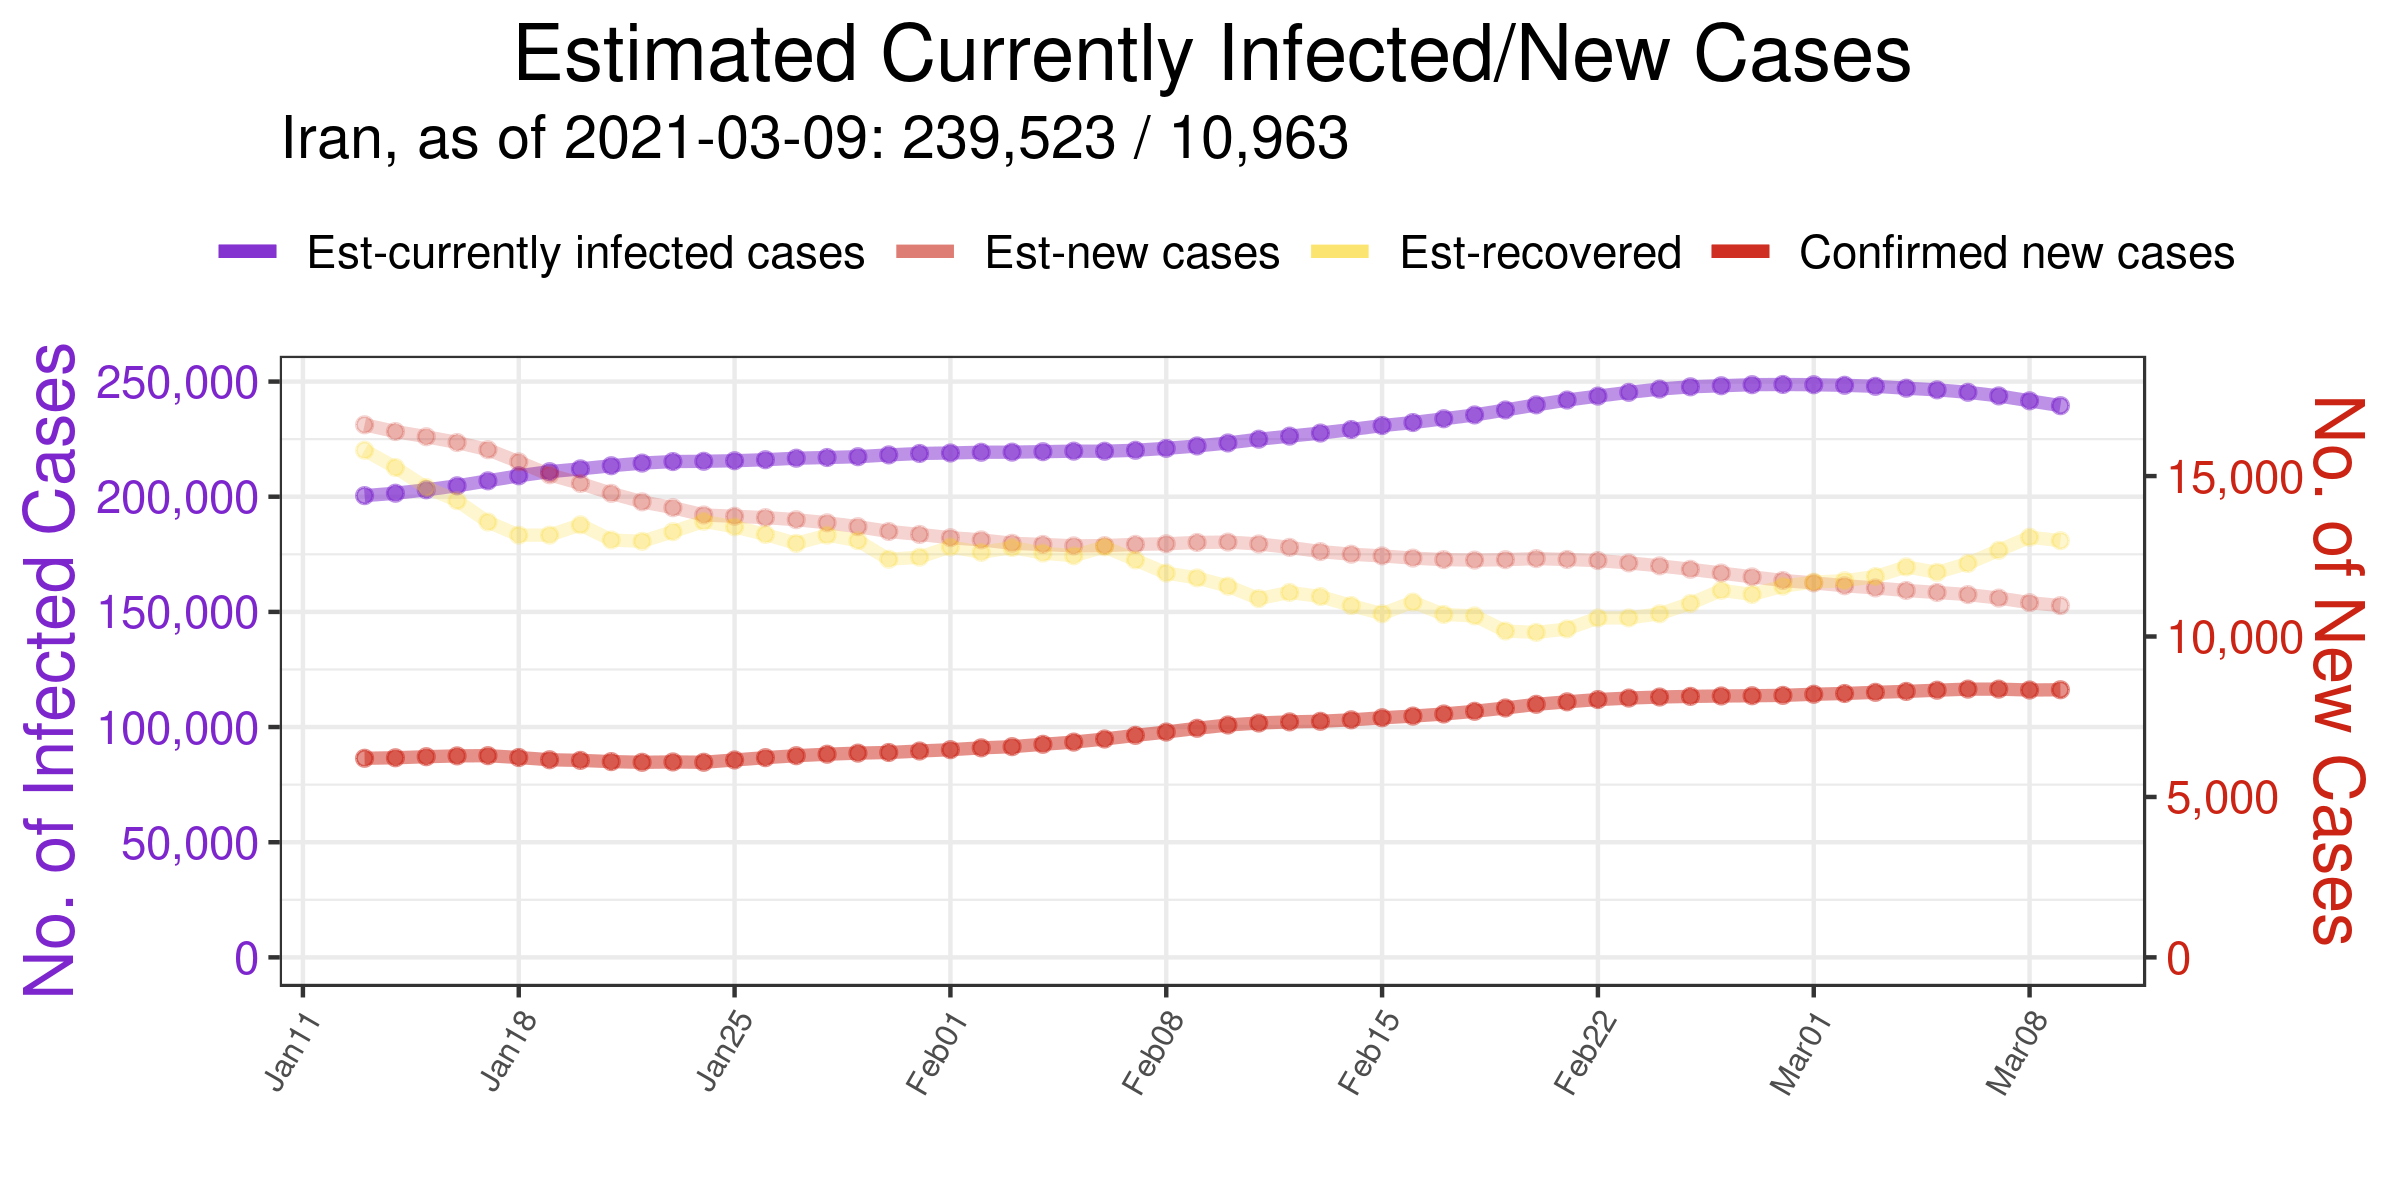 Estimated Currently Infected/New Cases
Iran, as of 2021-03-09: 239,523 / 10,963
Est-currently infected cases Est-new cases Est-recovered Confirmed new cases
No. of Infected Cases
250,000
200,000
150,000
100,000
50,000
0
15,000
10,000
5,000
0
No. of New Cases
Jan11 Jan18 Jan25 Feb01 Feb08 Feb15 Feb22 Mar01 Mar08